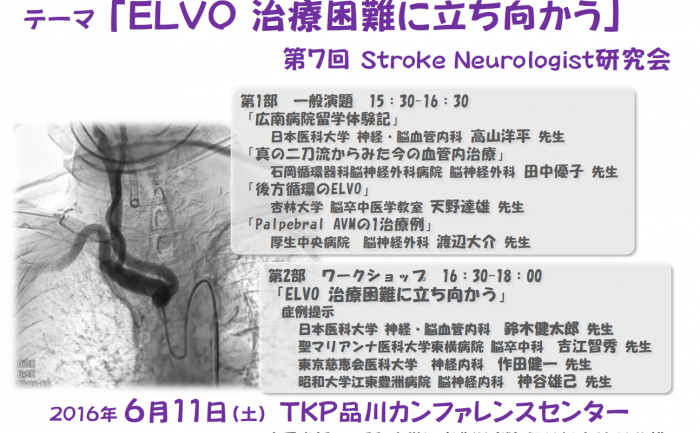 テーマ「ELVO 治療困難に立ち向かう」
第7回 Stroke Neurologist研究会
第1部 一般演題 15：30-16：30
「広南病院留学体験記」
日本医科大学 神経・脳血管内科 高山洋平 先生
「真の二刀流からみた今の血管内治療」
石岡循環器科脳神経外科病院 脳神経外科 田中優子 先生
「後方循環のELVO」
杏林大学 脳卒中医学教室 天野達雄 先生
「Palpebral AVMの1治療例」
厚生中央病院 脳神経外科 渡辺大介 先生
第2部 ワークショップ 16：30-18：00
「ELVO 治療困難に立ち向かう」
症例提示
日本医科大学 神経・脳血管内科 鈴木健太郎 先生
聖マリアンナ医科大学東横病院 脳卒中科 吉江智秀 先生
東京慈恵会医科大学 神経内科 作田健一 先生
昭和大学江東豊洲病院 脳神経内科 神谷雄己 先生
2016年 6月11日（土） TKP品川カンファレンスセンター